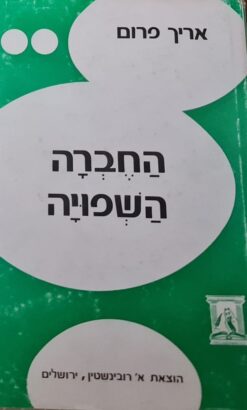 אריך פרום
הַחֶבְרָה
הַשְּׁפוּיָה
הוצאת א׳ רובינשטין, ירושלים